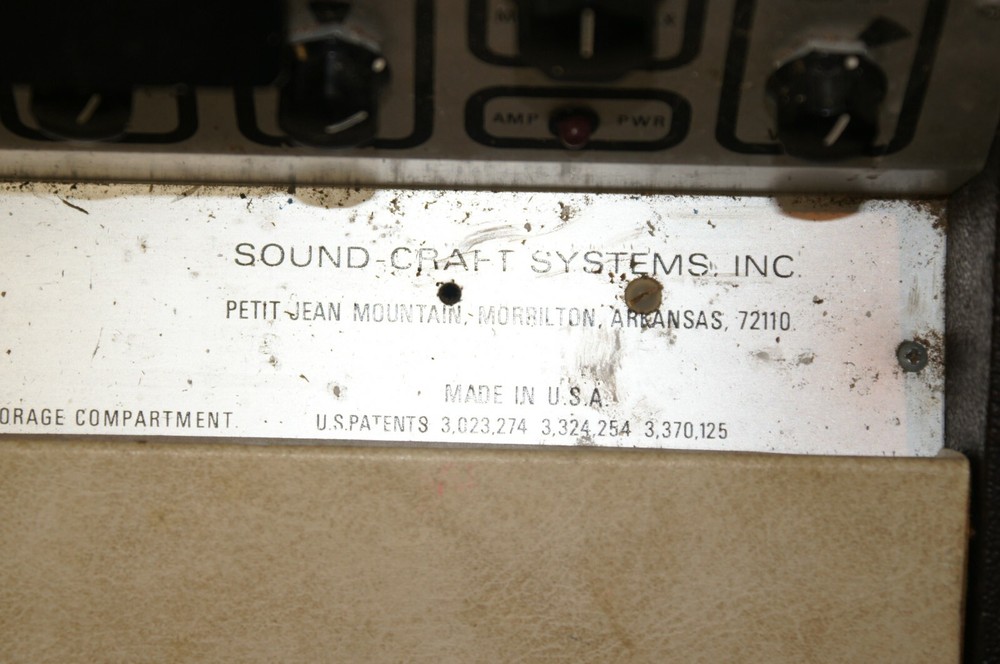 AMP PWR
SOUND-CRAFT SYSTEMS, INC.
PETIT JEAN MOUNTAIN, MORRILTON, ARKANSAS, 72110
MADE IN U.S.A.
ORAGE COMPARTMENT
U.S.PATENTS 3,023,274 3,324,254 3,370,125